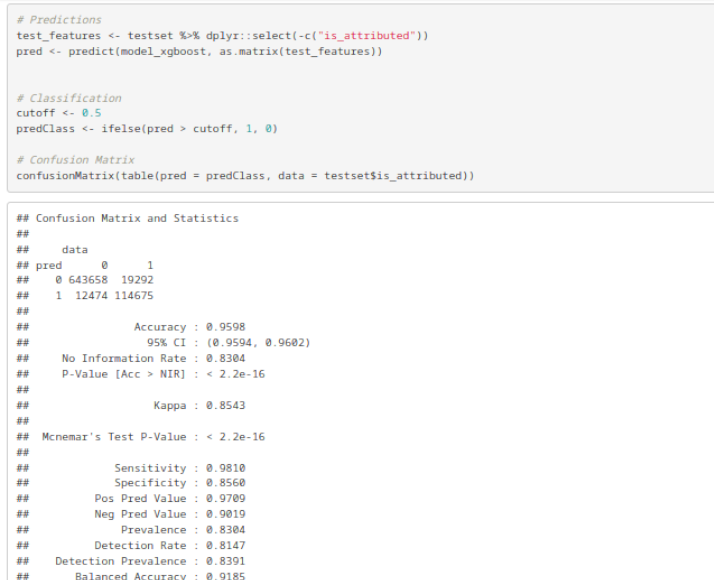 # Predictions
test_features <- testset %>% dplyr::select(-c("is_attributed"))
pred <- predict(model_xgboost, as.matrix(test_features))
# Classification
cutoff <- 0.5
predClass <- ifelse(pred > cutoff, 1, 0)
# Confusion Matrix
confusionMatrix(table(pred = predClass, data = testset$is_attributed))
## Confusion Matrix and Statistics
##
##     data
## pred      0      1
##    0 643658  19292
##    1  12474 114675
##
##                Accuracy : 0.9598
##                  95% CI : (0.9594, 0.9602)
##     No Information Rate : 0.8304
##     P-Value [Acc > NIR] : < 2.2e-16
##
##                   Kappa : 0.8543
##
##  Mcnemar's Test P-Value : < 2.2e-16
##
##             Sensitivity : 0.9810
##             Specificity : 0.8560
##          Pos Pred Value : 0.9709
##          Neg Pred Value : 0.9019
##              Prevalence : 0.8304
##          Detection Rate : 0.8147
##    Detection Prevalence : 0.8391
##       Balanced Accuracy : 0.9185